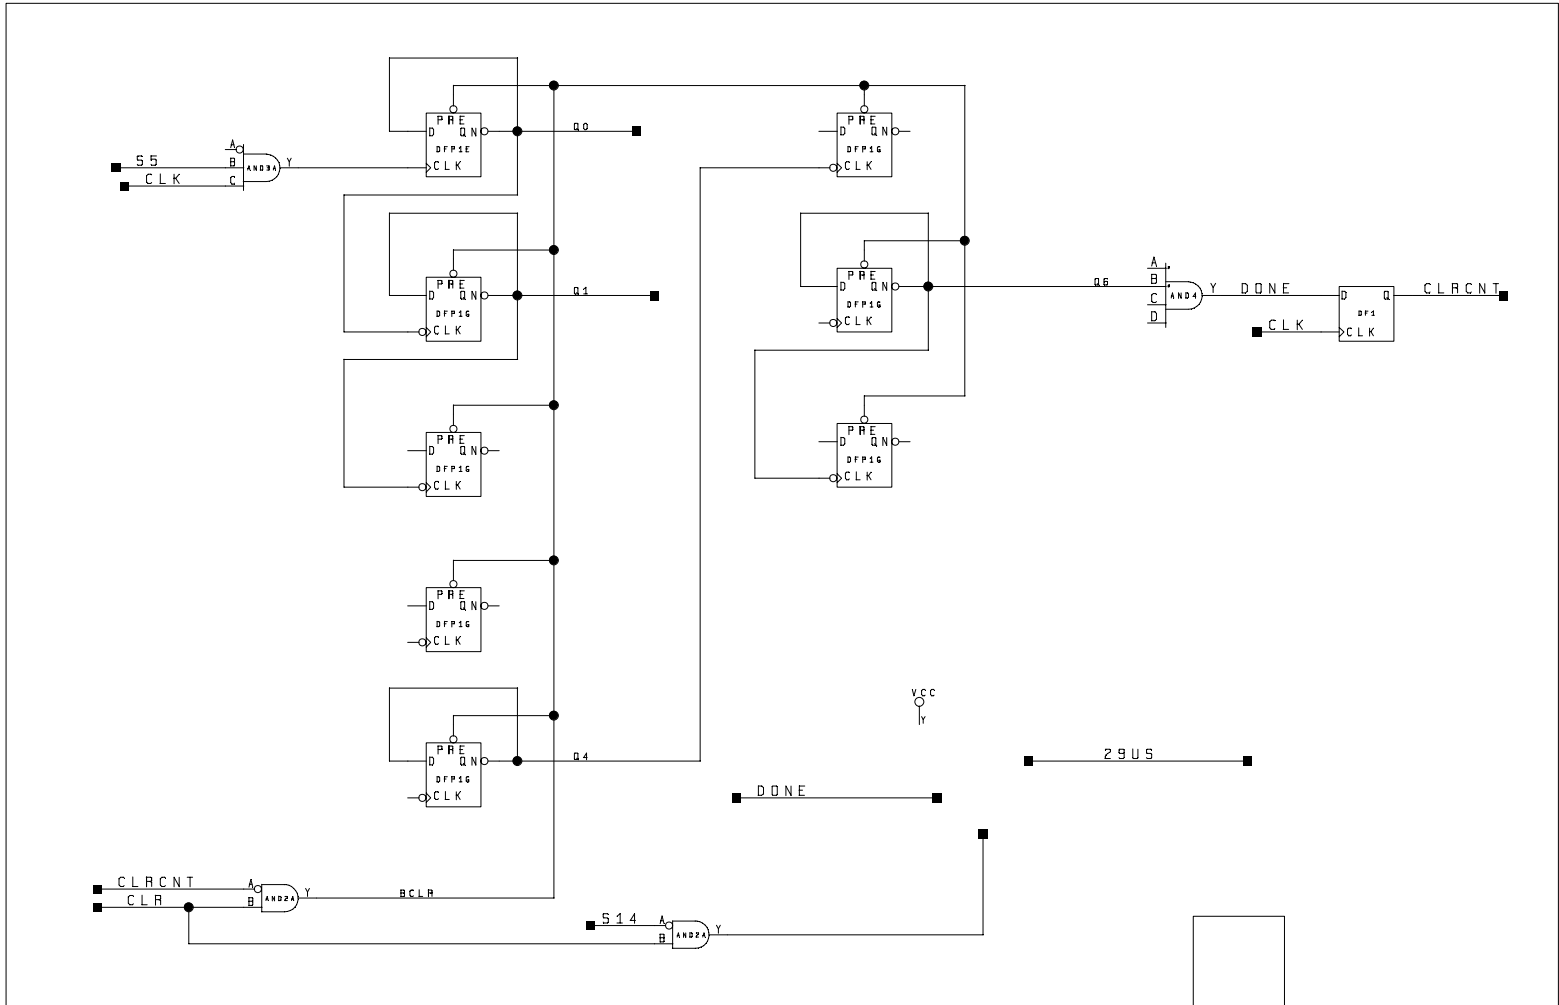 PRE
D QN
DFP1E
CLK
Q0
PRE
D QN
DFP1G
CLK
A
S5 B AND3A Y
CLK C
PRE
D QN
DFP1G
CLK
Q1
PRE
D QN
DFP1G
CLK
Q6
A
B
C
D
AND4 Y
DONE
D Q
DF1
CLK
CLK
CLRCNT
PRE
D QN
DFP1G
CLK
PRE
D QN
DFP1G
CLK
PRE
D QN
DFP1G
CLK
VCC
Y
PRE
D QN
DFP1G
CLK
Q4
29US
DONE
CLRCNT A
CLR B
AND2A Y
BCLR
S14 A
B
AND2A Y